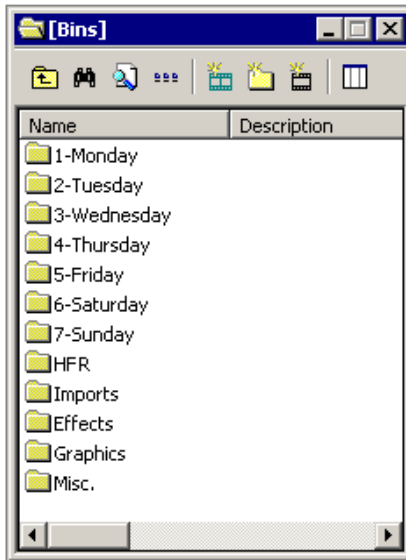 [Bins]
Name Description
1-Monday
2-Tuesday
3-Wednesday
4-Thursday
5-Friday
6-Saturday
7-Sunday
HFR
Imports
Effects
Graphics
Misc.